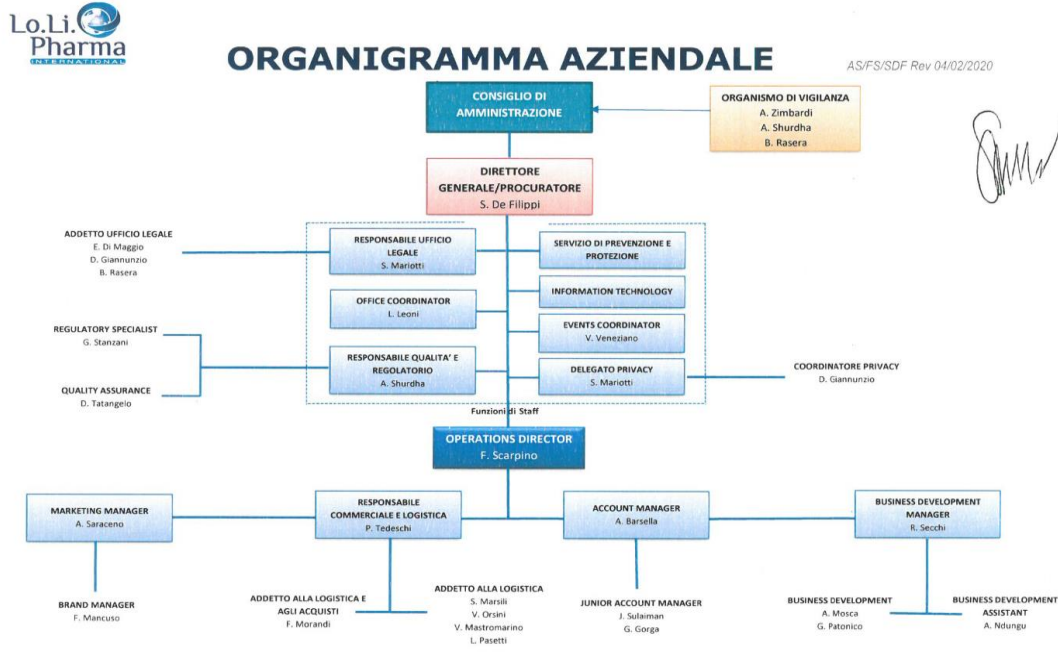 Lo.Li.
Pharma
INTERNATIONAL
ORGANIGRAMMA AZIENDALE
AS/FS/SDF Rev 04/02/2020
CONSIGLIO DI
AMMINISTRAZIONE
ORGANISMO DI VIGILANZA
A. Zimbardi
A. Shurdha
B. Rasera
DIRETTORE
GENERALE/PROCURATORE
S. De Filippi
ADDETTO UFFICIO LEGALE
E. Di Maggio
D. Giannunzio
B. Rasera
RESPONSABILE UFFICIO
LEGALE
S. Mariotti
SERVIZIO DI PREVENZIONE E
PROTEZIONE
OFFICE COORDINATOR
L. Leoni
INFORMATION TECHNOLOGY
EVENTS COORDINATOR
V. Veneziano
REGULATORY SPECIALIST
G. Stanzani
QUALITY ASSURANCE
D. Tatangelo
RESPONSABILE QUALITA' E
REGOLATORIO
A. Shurdha
DELEGATO PRIVACY
S. Mariotti
COORDINATORE PRIVACY
D. Giannunzio
Funzioni di Staff
OPERATIONS DIRECTOR
F. Scarpino
MARKETING MANAGER
A. Saraceno
RESPONSABILE
COMMERCIALE E LOGISTICA
P. Tedeschi
ACCOUNT MANAGER
A. Barsella
BUSINESS DEVELOPMENT
MANAGER
R. Secchi
BRAND MANAGER
F. Mancuso
ADDETTO ALLA LOGISTICA E
AGLI ACQUISTI
F. Morandi
ADDETTO ALLA LOGISTICA
S. Marsili
V. Orsini
V. Mastromarino
L. Pasetti
JUNIOR ACCOUNT MANAGER
J. Sulaiman
G. Gorga
BUSINESS DEVELOPMENT
A. Mosca
G. Patonico
BUSINESS DEVELOPMENT
ASSISTANT
A. Ndungu